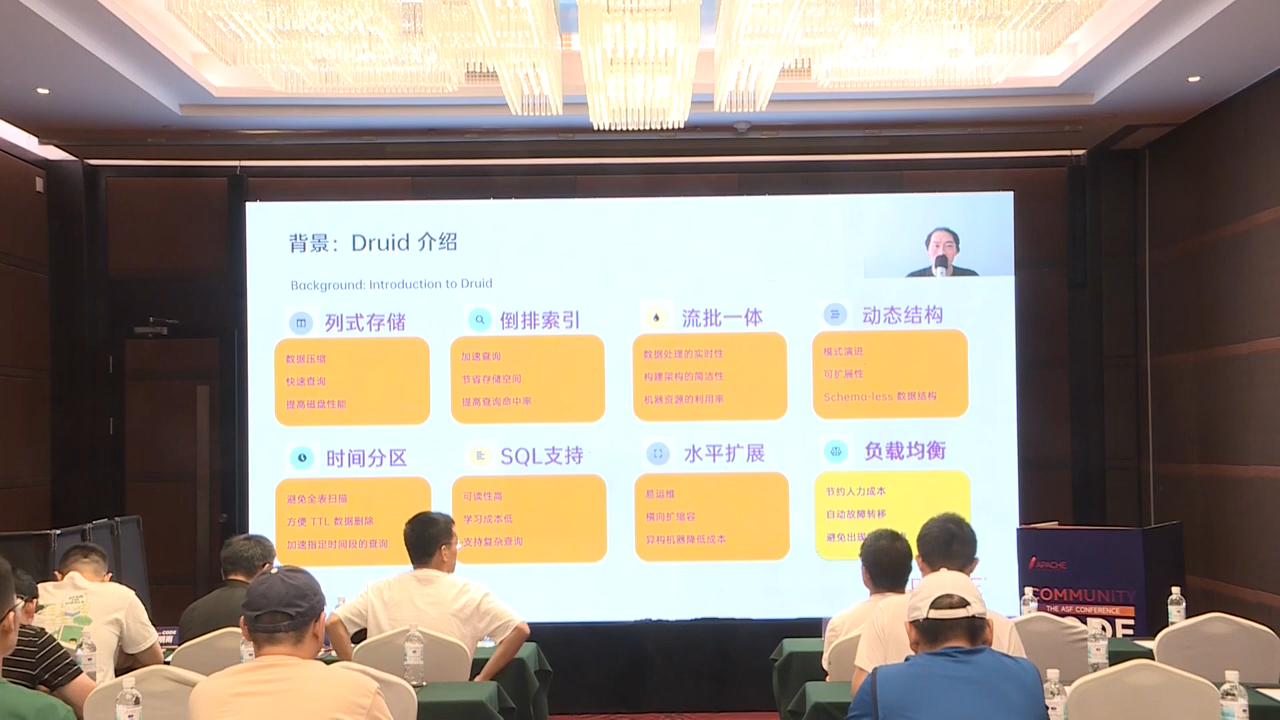 背景：Druid 介绍
Background: Introduction to Druid
列式存储
数据压缩
快速查询
提高磁盘性能
倒排索引
加速查询
节省存储空间
提高查询命中率
流批一体
数据处理的实时性
构建架构的简洁性
机器资源的利用率
动态结构
模式演进
可扩展性
Schema-less 数据结构
时间分区
避免全表扫描
方便 TTL 数据删除
加速指定时间段的查询
SQL支持
可读性高
学习成本低
支持复杂查询
水平扩展
易运维
横向扩缩容
异构机器降低成本
负载均衡
节约人力成本
自动故障转移
避免出现
APACHE
COMMUNITY
THE ASF CONFERENCE
CODE